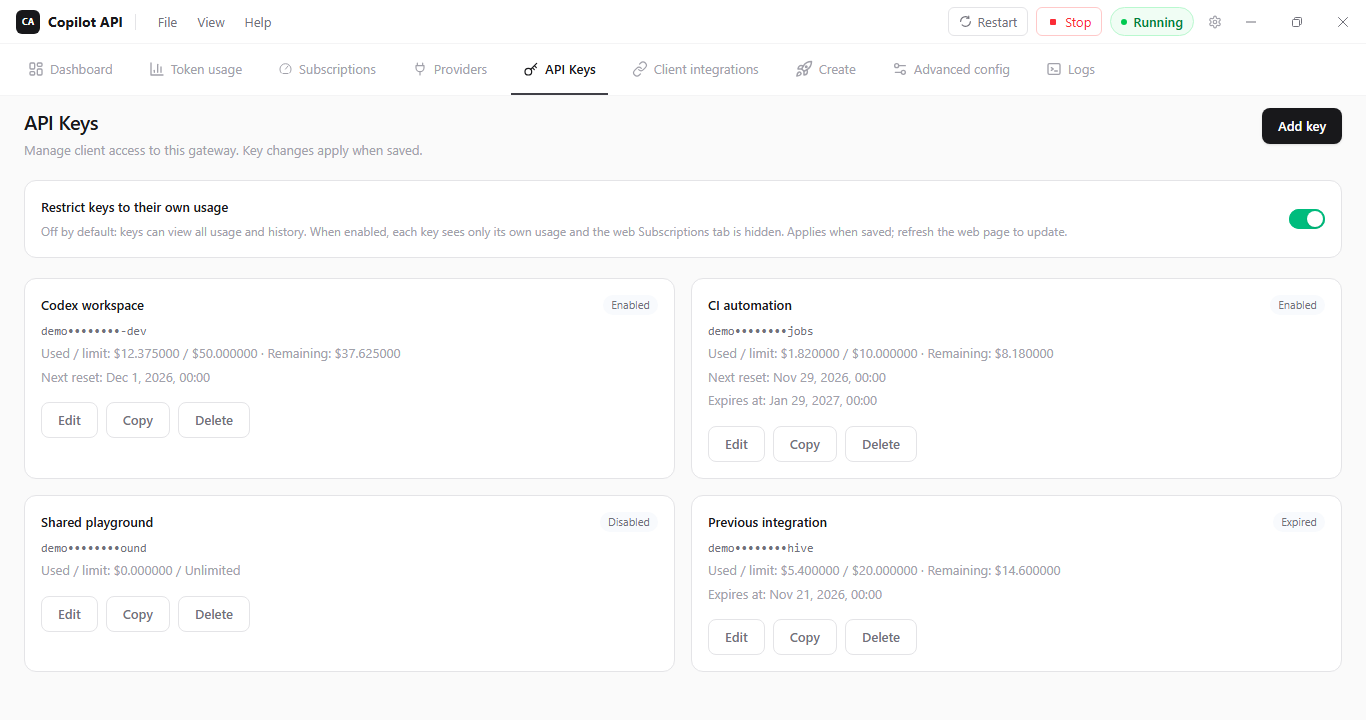 CA Copilot API File View Help Restart Stop Running
Dashboard Token usage Subscriptions Providers API Keys Client integrations Create Advanced config Logs
API Keys
Add key
Manage client access to this gateway. Key changes apply when saved.
Restrict keys to their own usage
Off by default: keys can view all usage and history. When enabled, each key sees only its own usage and the web Subscriptions tab is hidden. Applies when saved; refresh the web page to update.
Codex workspace Enabled
demo••••••••-dev
Used / limit: $12.375000 / $50.000000 · Remaining: $37.625000
Next reset: Dec 1, 2026, 00:00
Edit Copy Delete
CI automation Enabled
demo••••••••jobs
Used / limit: $1.820000 / $10.000000 · Remaining: $8.180000
Next reset: Nov 29, 2026, 00:00
Expires at: Jan 29, 2027, 00:00
Edit Copy Delete
Shared playground Disabled
demo••••••••ound
Used / limit: $0.000000 / Unlimited
Edit Copy Delete
Previous integration Expired
demo••••••••hive
Used / limit: $5.400000 / $20.000000 · Remaining: $14.600000
Expires at: Nov 21, 2026, 00:00
Edit Copy Delete